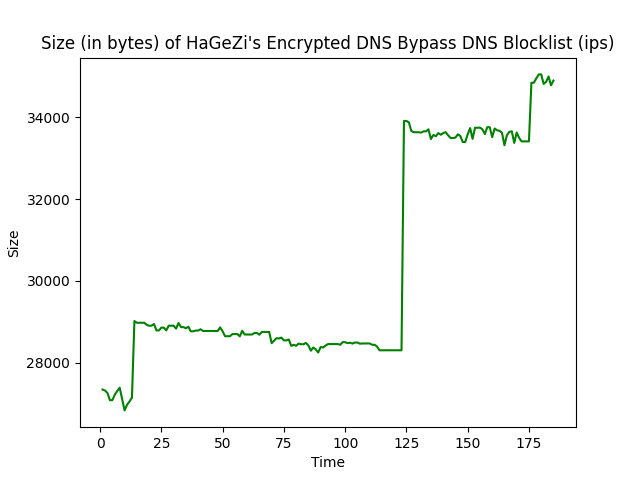 Size (in bytes) of HaGeZi's Encrypted DNS Bypass DNS Blocklist (ips)
34000
32000
30000
28000
Size
0 25 50 75 100 125 150 175
Time